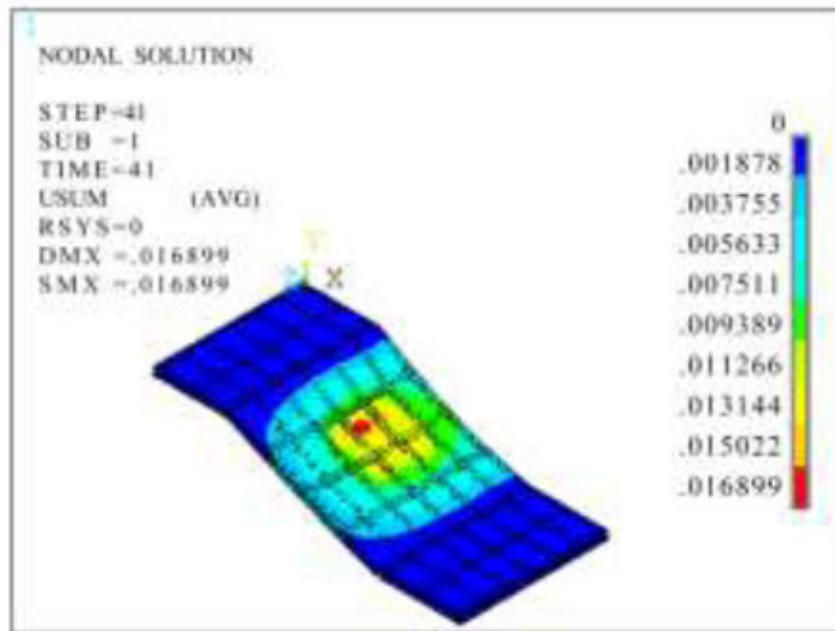 NODAL SOLUTION
STEP=41
SUB =1
TIME=41
USUM (AVG)
RSYS=0
DMX =.016899
SMX =.016899
Y
Z X
0
.001878
.003755
.005633
.007511
.009389
.011266
.013144
.015022
.016899